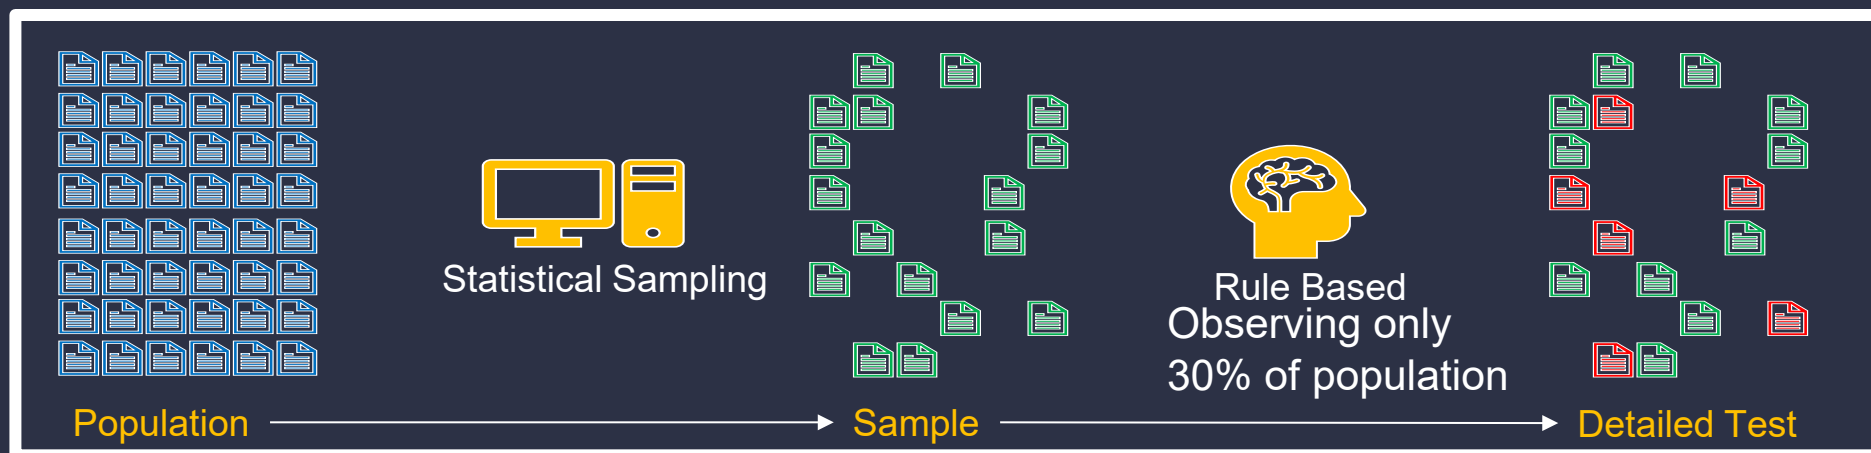 Statistical Sampling
Rule Based
Observing only
30% of population
Population
Sample
Detailed Test